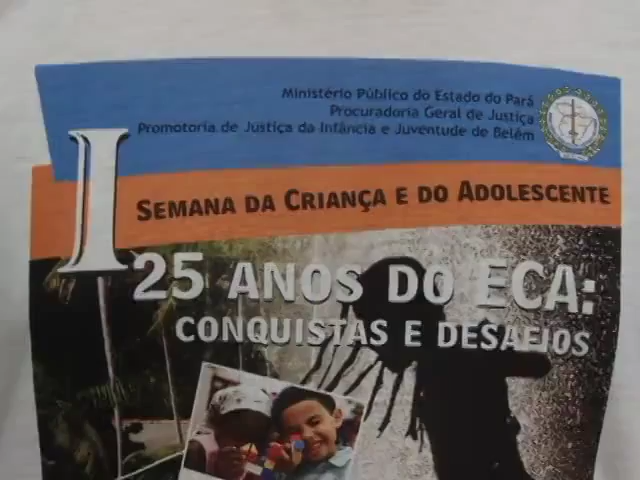 Ministério Público do Estado do Pará
Procuradoria Geral de Justiça
Promotoria de Justiça da Infância e Juventude de Belém
I SEMANA DA CRIANÇA E DO ADOLESCENTE
25 ANOS DO ECA:
CONQUISTAS E DESAFIOS